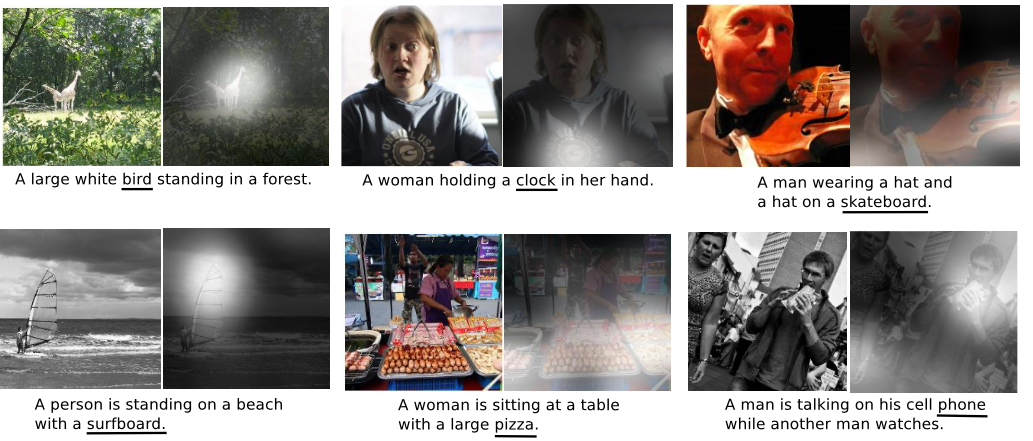 A large white bird standing in a forest.
A woman holding a clock in her hand.
A man wearing a hat and
a hat on a skateboard.
A person is standing on a beach
with a surfboard.
A woman is sitting at a table
with a large pizza.
A man is talking on his cell phone
while another man watches.